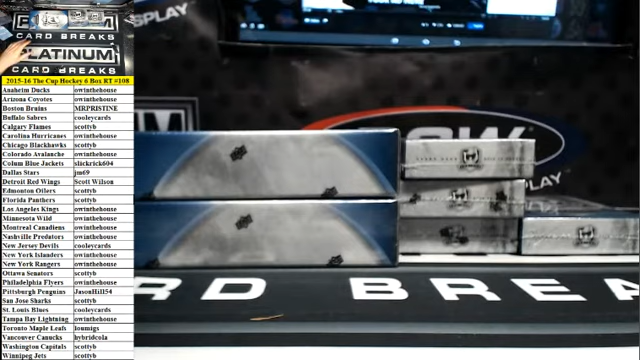 PLATINUM
CARD BREAKS
PLATINUM
CARD BREAKS
2015-16 The Cup Hockey 6 Box RT #108
Anaheim Ducks owinthehouse
Arizona Coyotes owinthehouse
Boston Bruins MRPRISTINE
Buffalo Sabres cooleycards
Calgary Flames scottyb
Carolina Hurricanes owinthehouse
Chicago Blackhawks scottyb
Colorado Avalanche owinthehouse
Colum Blue Jackets slickrick604
Dallas Stars jm69
Detroit Red Wings Scott Wilson
Edmonton Oilers scottyb
Florida Panthers scottyb
Los Angeles Kings owinthehouse
Minnesota Wild owinthehouse
Montreal Canadiens owinthehouse
Nashville Predators owinthehouse
New Jersey Devils cooleycards
New York Islanders owinthehouse
New York Rangers owinthehouse
Ottawa Senators scottyb
Philadelphia Flyers owinthehouse
Pittsburgh Penguins JasonHill54
San Jose Sharks scottyb
St. Louis Blues cooleycards
Tampa Bay Lightning owinthehouse
Toronto Maple Leafs loumigs
Vancouver Canucks hybridcola
Washington Capitals scottyb
Winnipeg Jets scottyb
SPLAY
PLAY
RD BREA